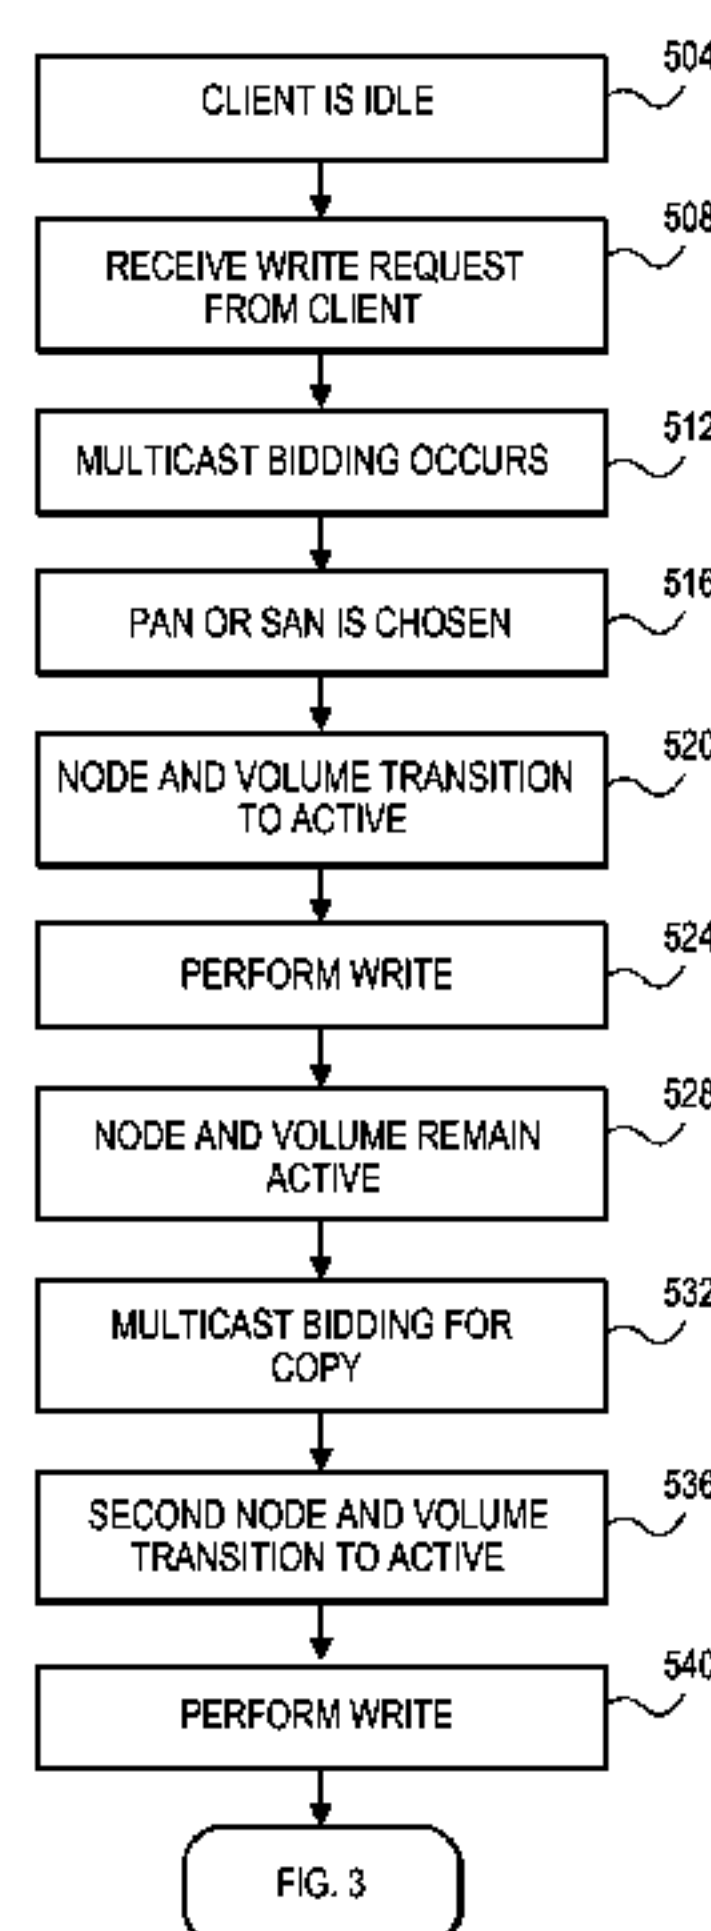 504
CLIENT IS IDLE
508
RECEIVE WRITE REQUEST
FROM CLIENT
512
MULTICAST BIDDING OCCURS
516
PAN OR SAN IS CHOSEN
520
NODE AND VOLUME TRANSITION
TO ACTIVE
524
PERFORM WRITE
528
NODE AND VOLUME REMAIN
ACTIVE
532
MULTICAST BIDDING FOR
COPY
536
SECOND NODE AND VOLUME
TRANSITION TO ACTIVE
540
PERFORM WRITE
FIG. 3